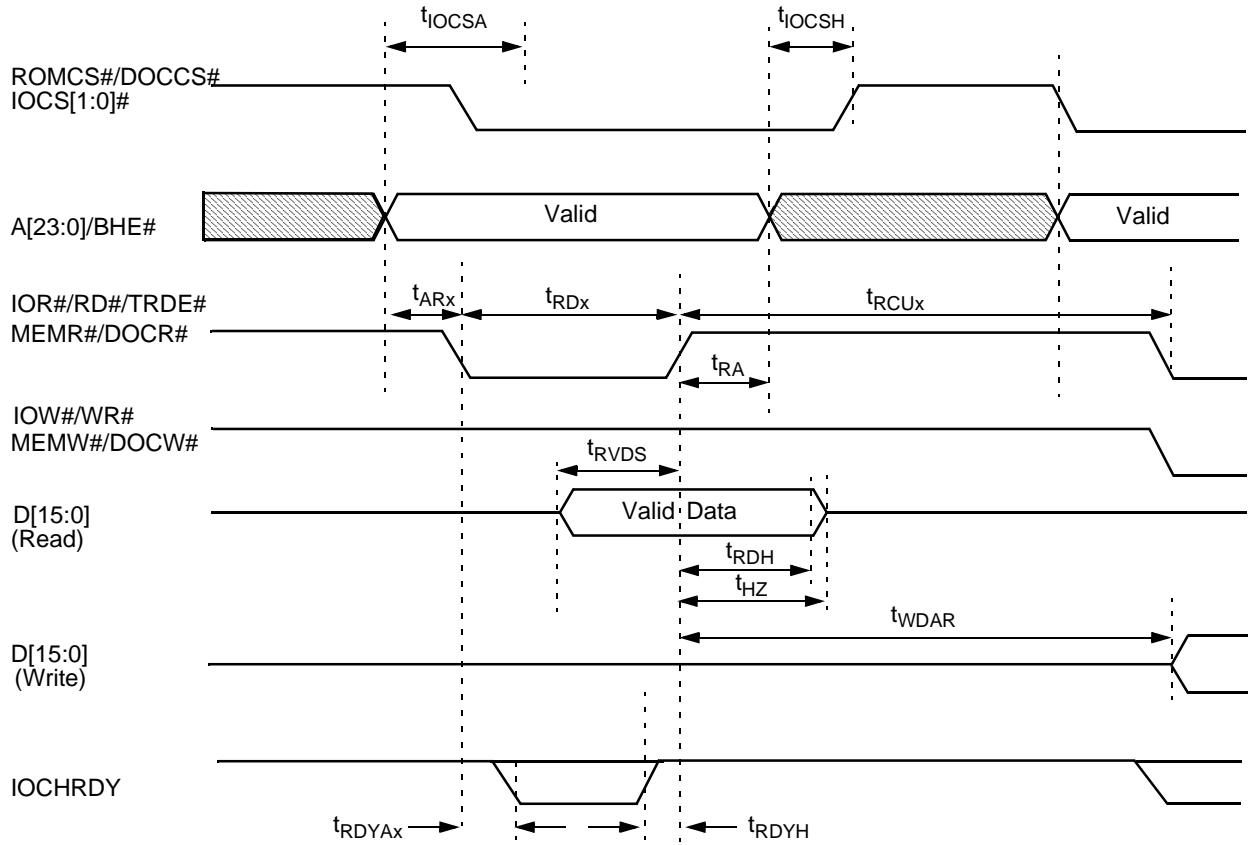 tIOCSA
tIOCSH
ROMCS#/DOCCS#
IOCS[1:0]#
A[23:0]/BHE#
Valid
Valid
IOR#/RD#/TRDE#
MEMR#/DOCR#
tARx
tRDx
tRCUx
tRA
IOW#/WR#
MEMW#/DOCW#
tRVDS
D[15:0]
(Read)
Valid Data
tRDH
tHZ
tWDAR
D[15:0]
(Write)
IOCHRDY
tRDYAx
tRDYH